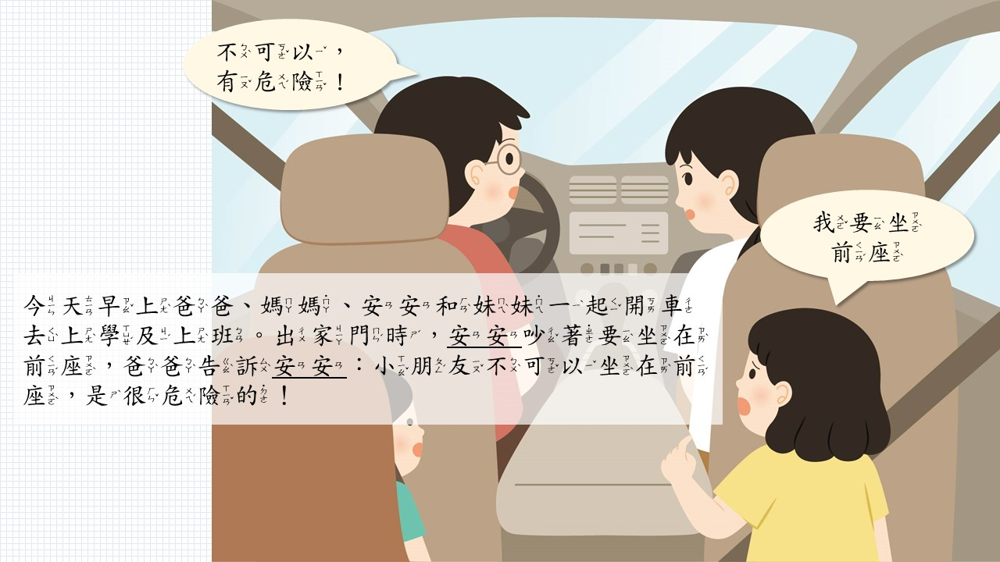 不可以，
有危險！
我要坐
前座
今天早上爸爸、媽媽、安安和妹妹一起開車
去上學及上班。出家門時，安安吵著要坐在
前座，爸爸告訴安安：小朋友不可以坐在前
座，是很危險的！